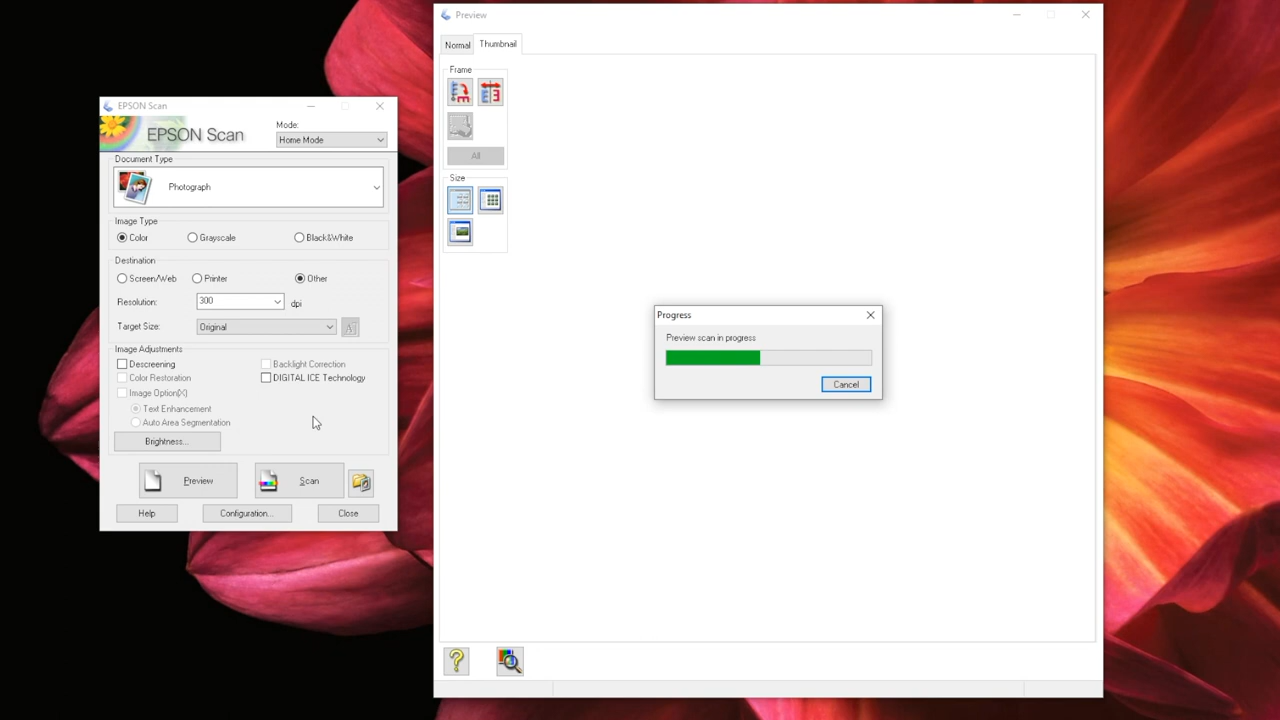 EPSON Scan
EPSON Scan
Mode:
Home Mode
Document Type
Photograph
Image Type
Color
Grayscale
Black&White
Destination
Screen/Web
Printer
Other
Resolution:
300
dpi
Target Size:
Original
Image Adjustments
Descreening
Backlight Correction
Color Restoration
DIGITAL ICE Technology
Image Option(X)
Text Enhancement
Auto Area Segmentation
Brightness...
Preview
Scan
Help
Configuration...
Close
Preview
Normal
Thumbnail
Frame
All
Size
Progress
Preview scan in progress
Cancel